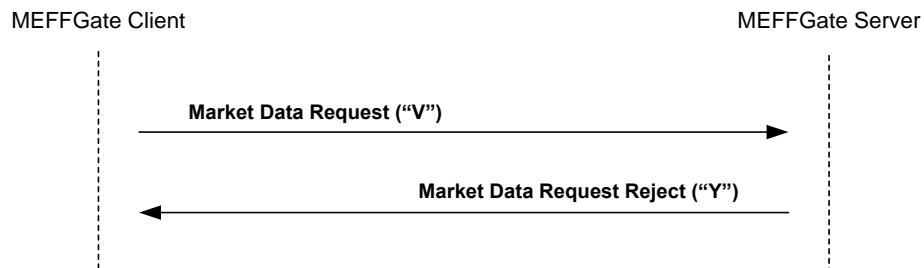 MEFFGate Client
MEFFGate Server
Market Data Request (“V”)
Market Data Request Reject (“Y”)